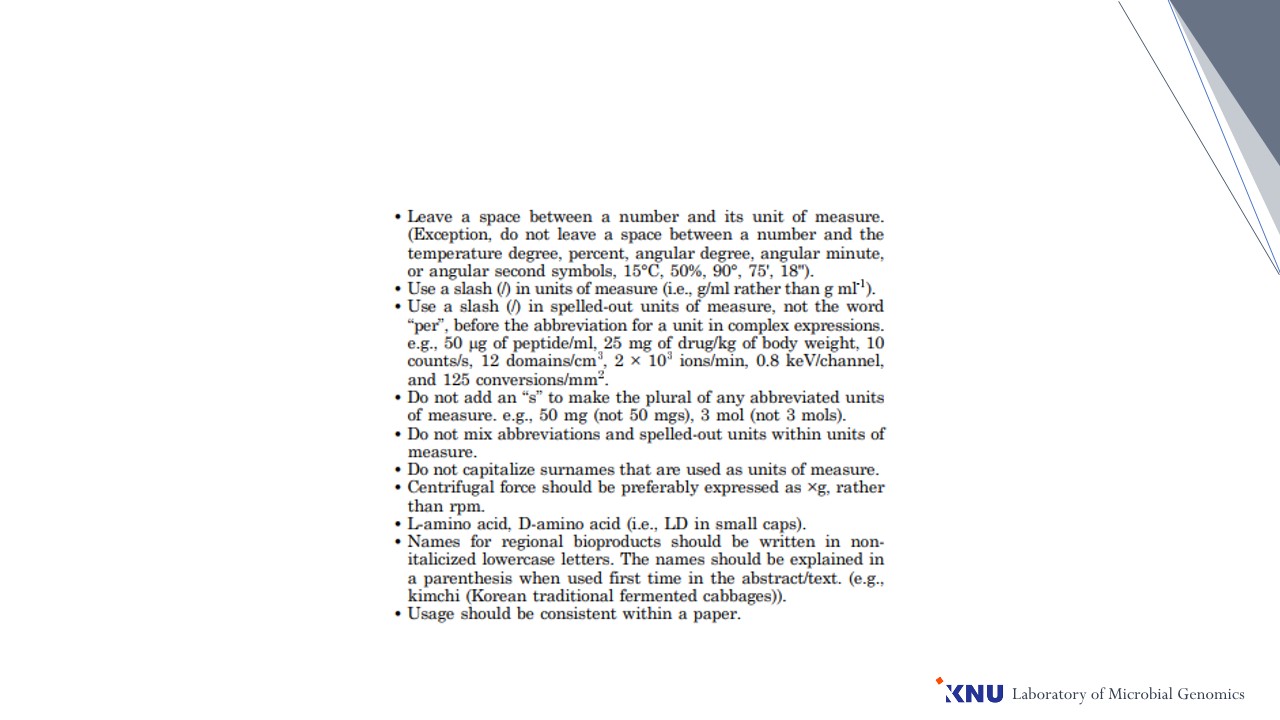 • Leave a space between a number and its unit of measure.
(Exception, do not leave a space between a number and the
temperature degree, percent, angular degree, angular minute,
or angular second symbols, 15°C, 50%, 90°, 75', 18").
• Use a slash (/) in units of measure (i.e., g/ml rather than g ml⁻¹).
• Use a slash (/) in spelled-out units of measure, not the word
“per”, before the abbreviation for a unit in complex expressions.
e.g., 50 μg of peptide/ml, 25 mg of drug/kg of body weight, 10
counts/s, 12 domains/cm³, 2 × 10³ ions/min, 0.8 keV/channel,
and 125 conversions/mm².
• Do not add an “s” to make the plural of any abbreviated units
of measure. e.g., 50 mg (not 50 mgs), 3 mol (not 3 mols).
• Do not mix abbreviations and spelled-out units within units of
measure.
• Do not capitalize surnames that are used as units of measure.
• Centrifugal force should be preferably expressed as ×g, rather
than rpm.
• L-amino acid, D-amino acid (i.e., LD in small caps).
• Names for regional bioproducts should be written in non-
italicized lowercase letters. The names should be explained in
a parenthesis when used first time in the abstract/text. (e.g.,
kimchi (Korean traditional fermented cabbages)).
• Usage should be consistent within a paper.
KNU Laboratory of Microbial Genomics